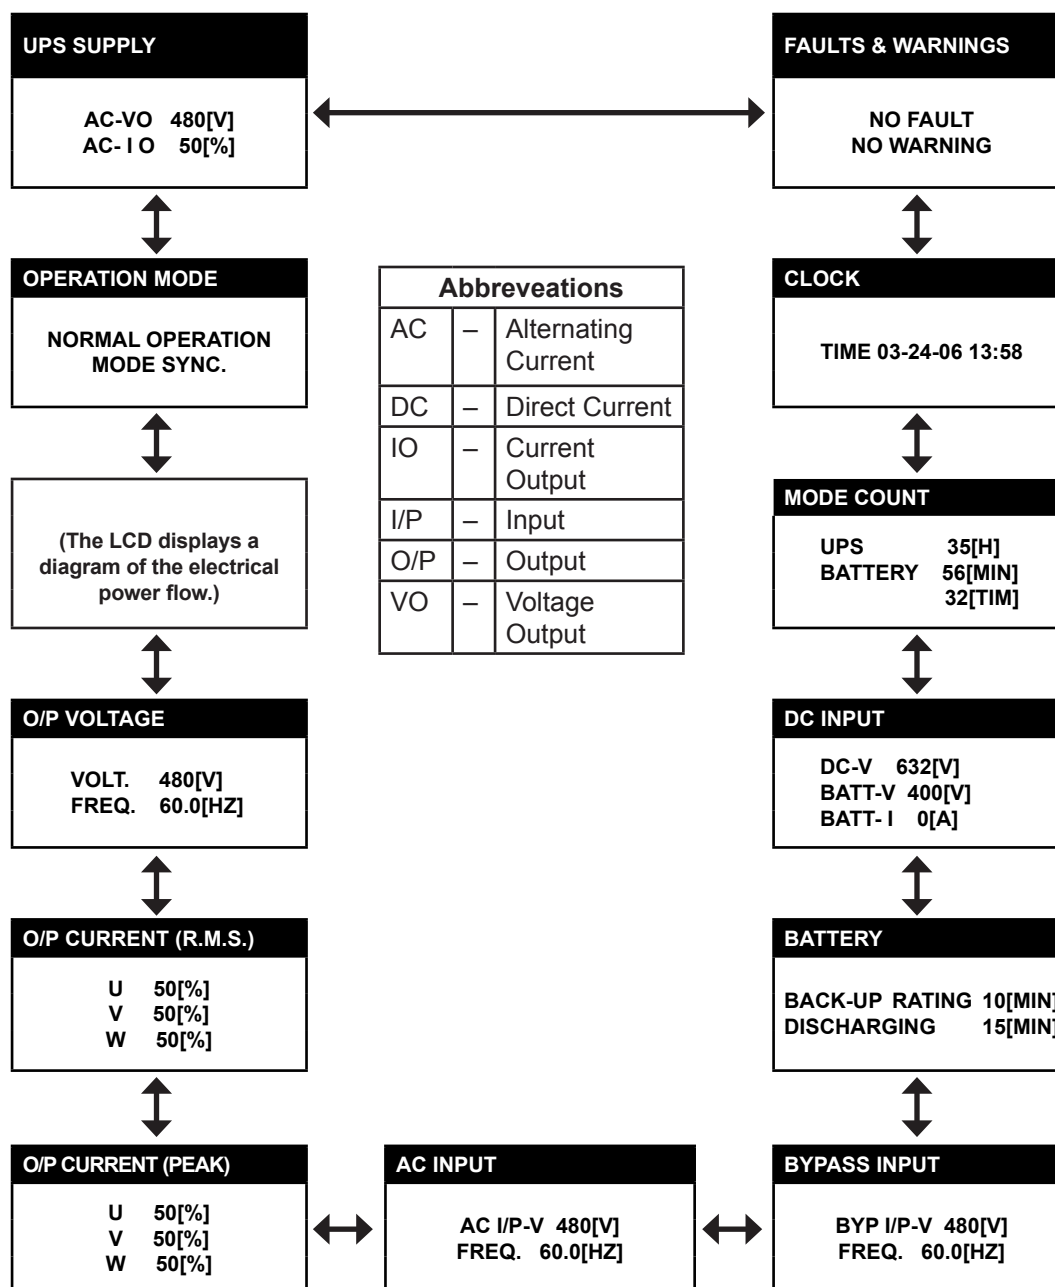 UPS SUPPLY
AC-VO 480[V]
AC- I O 50[%]
FAULTS & WARNINGS
NO FAULT
NO WARNING
OPERATION MODE
NORMAL OPERATION
MODE SYNC.
Abbreveations
AC – Alternating
Current
DC – Direct Current
IO – Current
Output
I/P – Input
O/P – Output
VO – Voltage
Output
CLOCK
TIME 03-24-06 13:58
(The LCD displays a
diagram of the electrical
power flow.)
MODE COUNT
UPS 35[H]
BATTERY 56[MIN]
32[TIM]
O/P VOLTAGE
VOLT. 480[V]
FREQ. 60.0[HZ]
DC INPUT
DC-V 632[V]
BATT-V 400[V]
BATT- I 0[A]
O/P CURRENT (R.M.S.)
U 50[%]
V 50[%]
W 50[%]
BATTERY
BACK-UP RATING 10[MIN]
DISCHARGING 15[MIN]
O/P CURRENT (PEAK)
U 50[%]
V 50[%]
W 50[%]
AC INPUT
AC I/P-V 480[V]
FREQ. 60.0[HZ]
BYPASS INPUT
BYP I/P-V 480[V]
FREQ. 60.0[HZ]